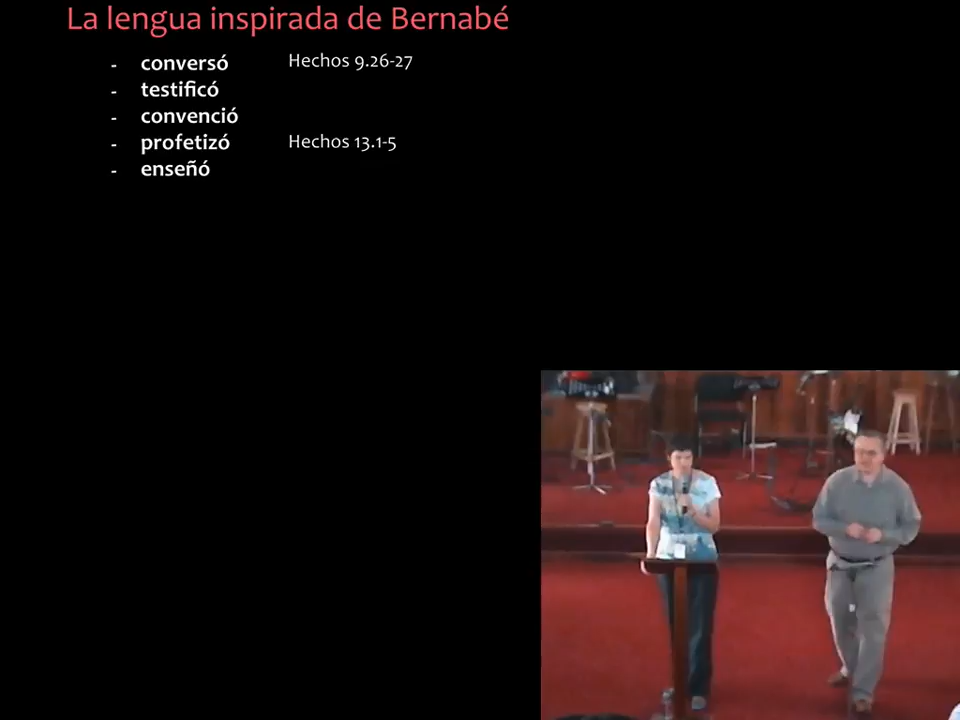 La lengua inspirada de Bernabé
- conversó Hechos 9.26-27
- testificó
- convenció
- profetizó Hechos 13.1-5
- enseñó